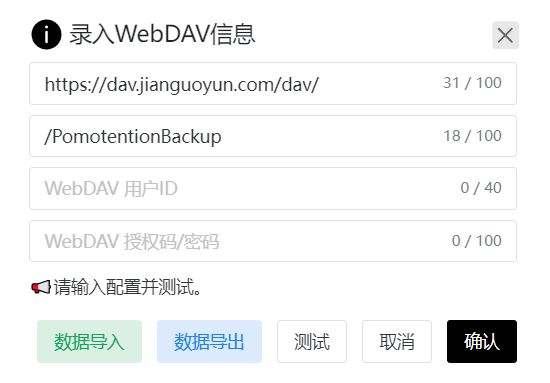 录入WebDAV信息
https://dav.jianguoyun.com/dav/ 31 / 100
/PomotentionBackup 18 / 100
WebDAV 用户ID 0 / 40
WebDAV 授权码/密码 0 / 100
请输入配置并测试。
数据导入 数据导出 测试 取消 确认